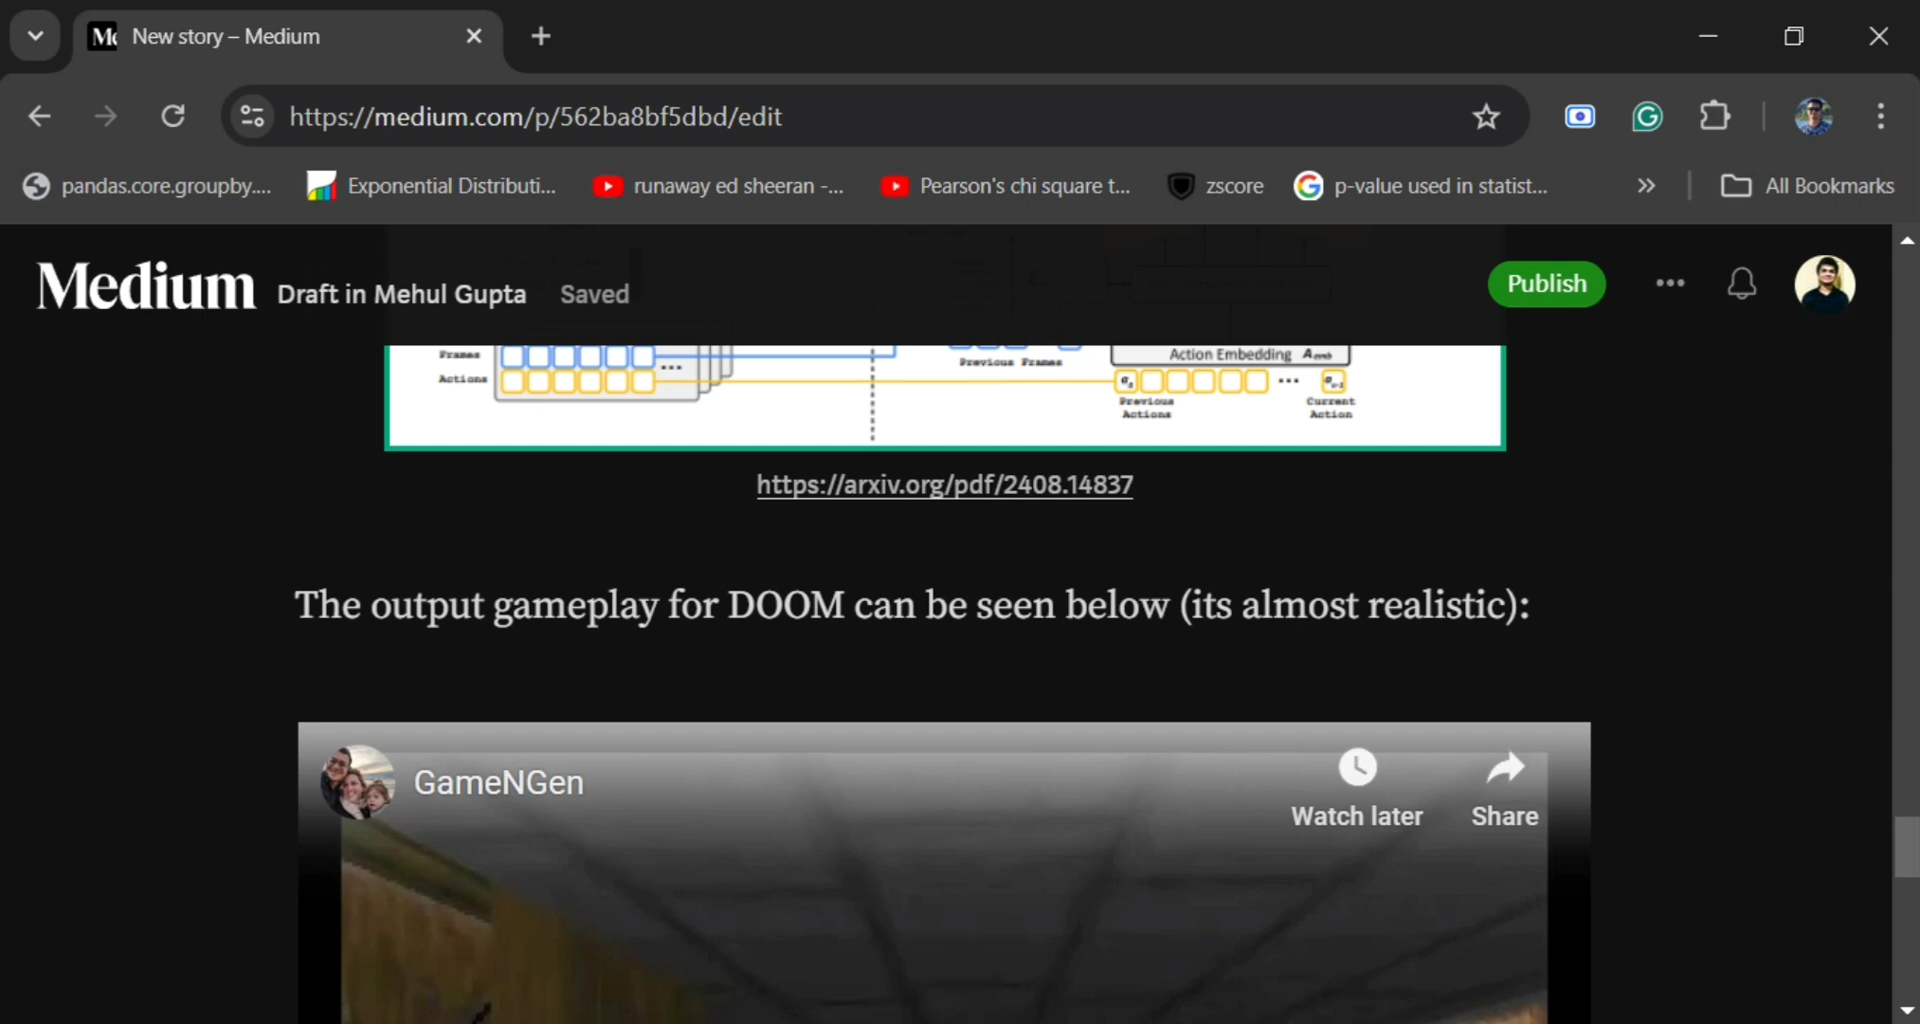 New story – Medium
https://medium.com/p/562ba8bf5dbd/edit
pandas.core.groupby.... Exponential Distributi... runaway ed sheeran -... Pearson's chi square t... zscore p-value used in statist... All Bookmarks
Medium Draft in Mehul Gupta Saved Publish
Frames
Actions
Previous Frames
Action Embedding
Previous
Actions
Current
Action
https://arxiv.org/pdf/2408.14837
The output gameplay for DOOM can be seen below (its almost realistic):
GameNGen
Watch later Share